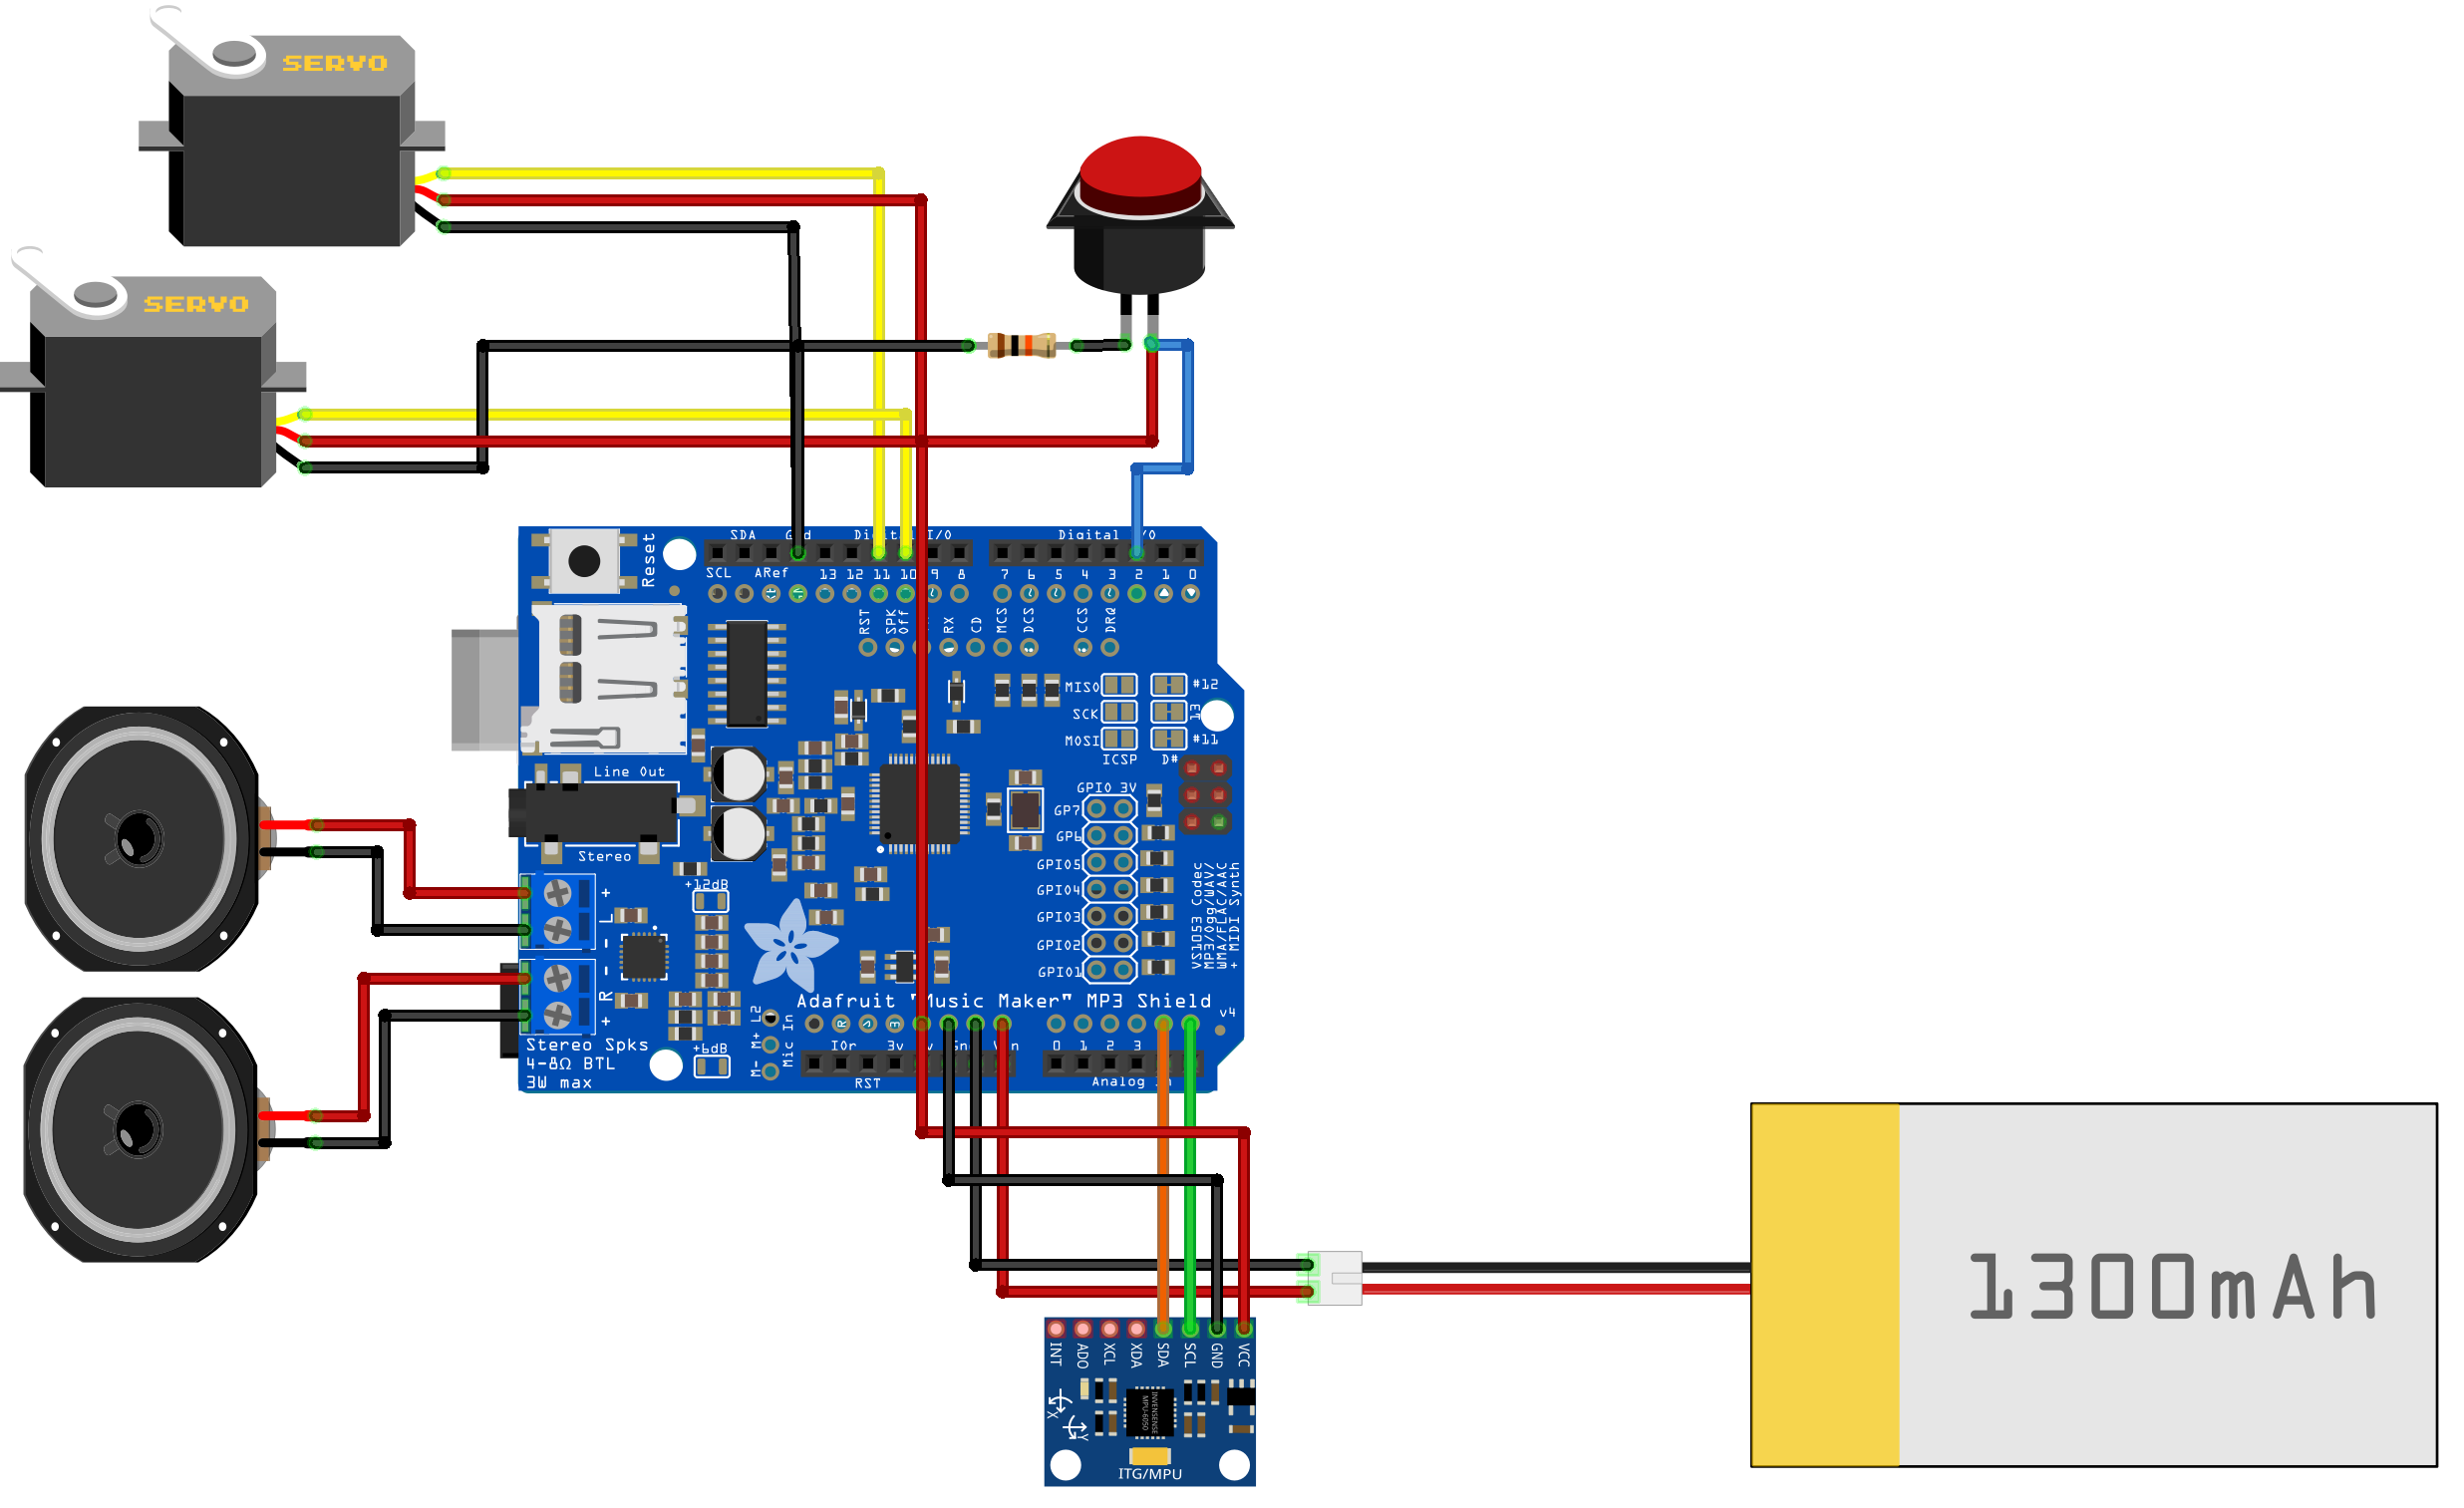 SERVO
SERVO
Reset
SDA
Digital I/O
SCL
ARef
13 12 11 10 9 8
7 6 5 4 3 2 1 0
RST
SPK
Off
RX
CD
MCS
DCS
CCS
DRQ
MISO
#12
SCK
13
MOSI
#11
ICSP
D#
Line Out
Stereo
GPIO 3V
GP7
GP6
GPIO5
GPIO4
GPIO3
GPIO2
GPIO1
VS1053 Codec
MP3/Ogg/WAV/
WMA/FLAC/AAC
+ MIDI Synth
+12dB
+ L -
- R +
Adafruit "Music Maker" MP3 Shield
v4
L2
M+
M-
Mic In
+6dB
Stereo Spks
4-8Ω BTL
3W max
IOr
3v
RST
0 1 2 3
Analog
1300mAh
INT
ADO
XCL
XDA
SDA
SCL
GND
VCC
X
Y
INVENSENSE
MPU-6050
ITG/MPU